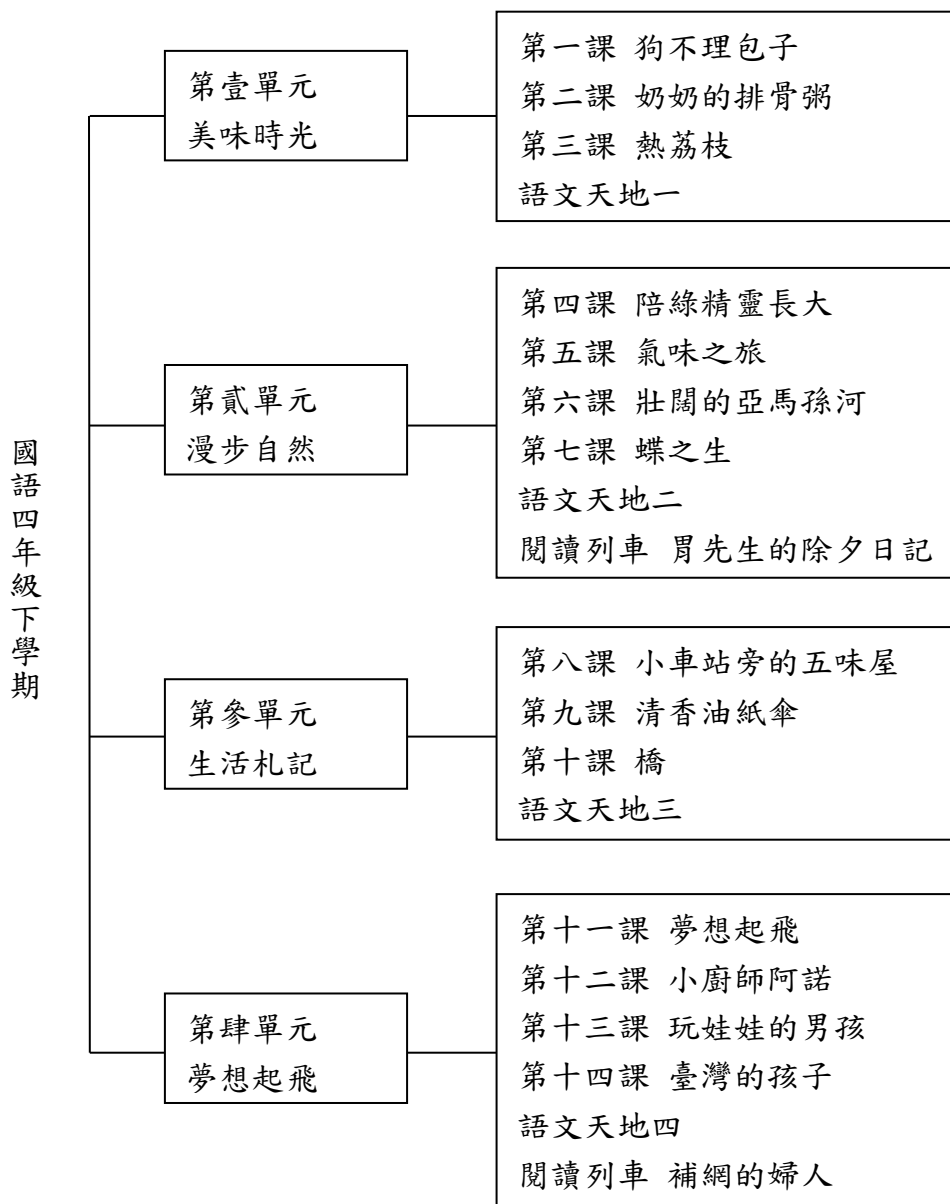 國語四年級下學期
第壹單元
美味時光
第一課 狗不理包子
第二課 奶奶的排骨粥
第三課 熱荔枝
語文天地一
第貳單元
漫步自然
第四課 陪綠精靈長大
第五課 氣味之旅
第六課 壯闊的亞馬孫河
第七課 蝶之生
語文天地二
閱讀列車 胃先生的除夕日記
第參單元
生活札記
第八課 小車站旁的五味屋
第九課 清香油紙傘
第十課 橋
語文天地三
第肆單元
夢想起飛
第十一課 夢想起飛
第十二課 小廚師阿諾
第十三課 玩娃娃的男孩
第十四課 臺灣的孩子
語文天地四
閱讀列車 補網的婦人